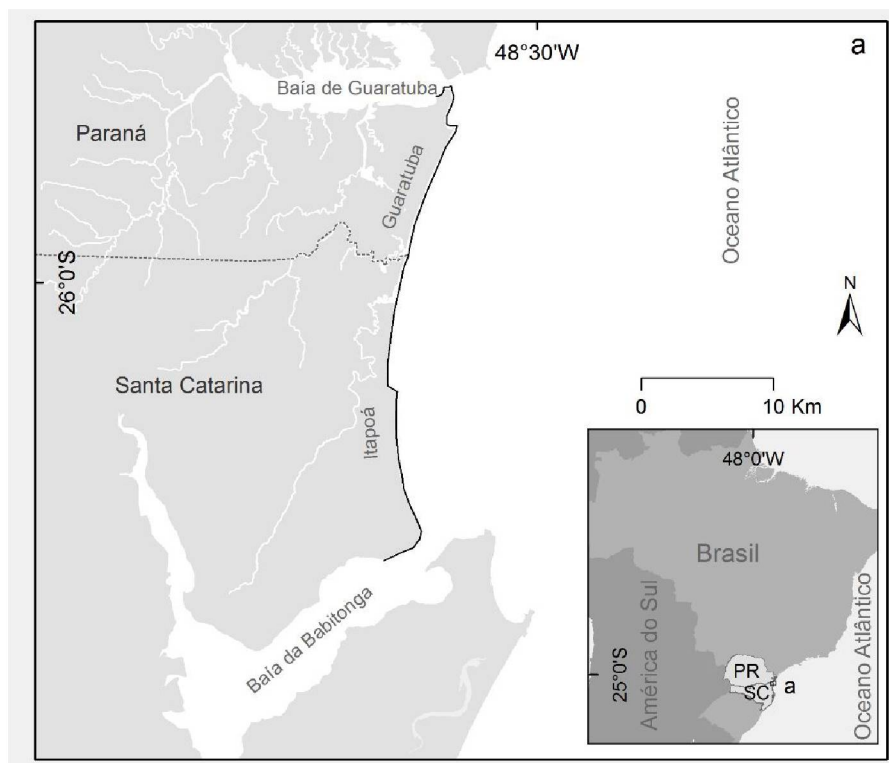 48°30'W
a
Baía de Guaratuba
Paraná
Guaratuba
Oceano Atlântico
26°0'S
N
Santa Catarina
0 10 Km
Itapoá
48°0'W
Brasil
Baía da Babitonga
América do Sul
Oceano Atlântico
25°0'S
PR
SC
a